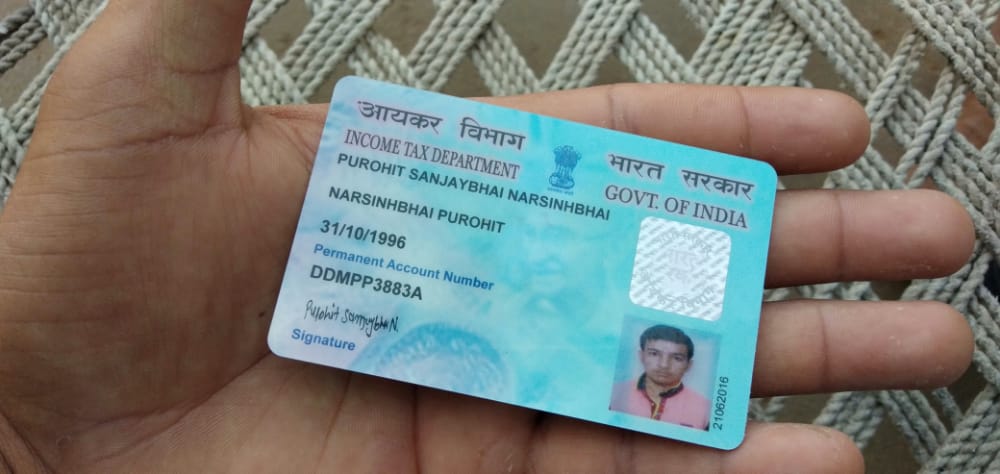 आयकर विभाग
INCOME TAX DEPARTMENT
भारत सरकार
GOVT. OF INDIA
PUROHIT SANJAYBHAI NARSINHBHAI
NARSINHBHAI PUROHIT
31/10/1996
Permanent Account Number
DDMPP3883A
Purohit Sanjaybhai N.
Signature
21062016